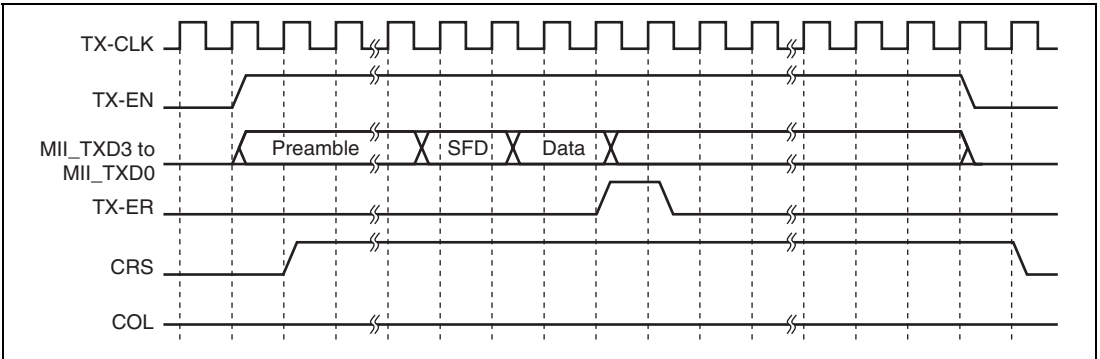 TX-CLK
TX-EN
MII_TXD3 to
MII_TXD0
Preamble
SFD
Data
TX-ER
CRS
COL